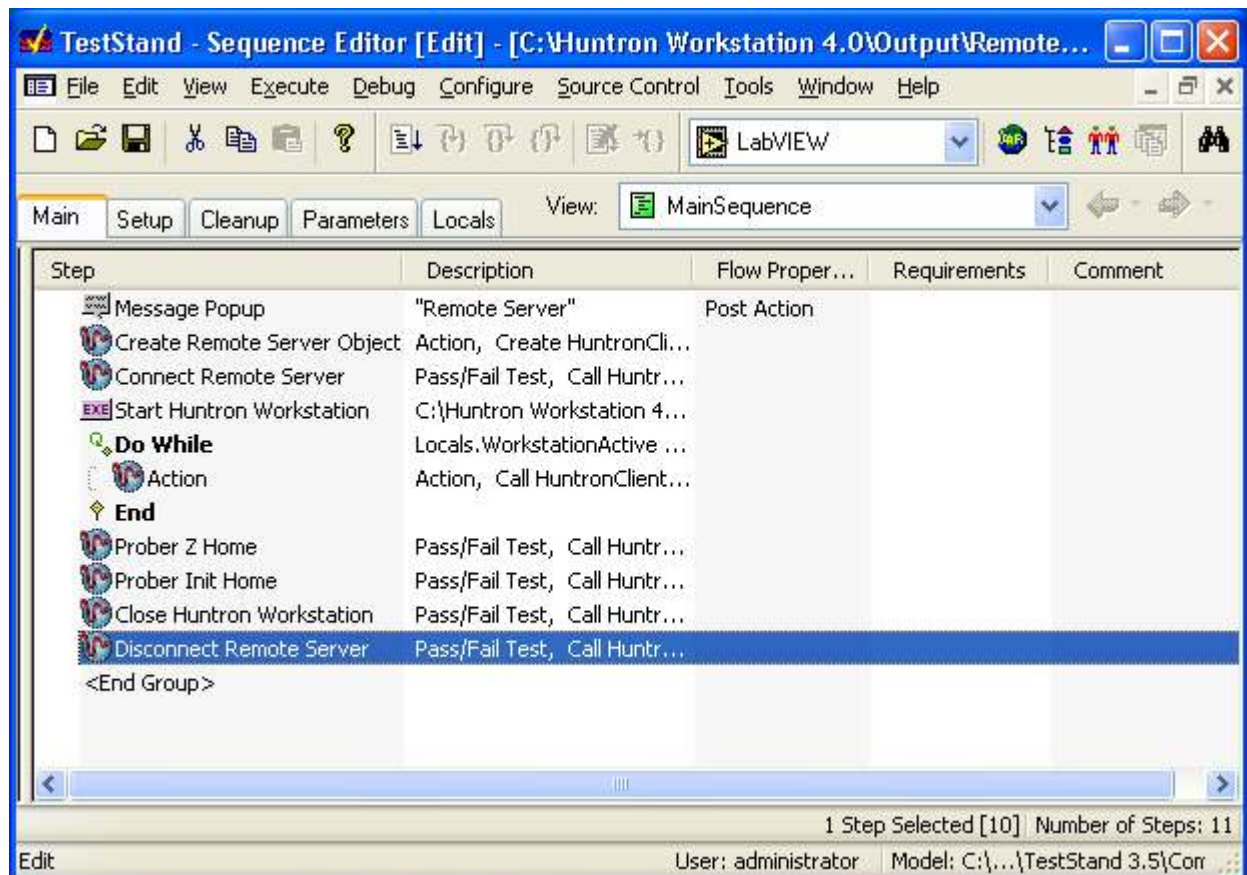 TestStand - Sequence Editor [Edit] - [C:\Huntron Workstation 4.0\Output\Remote...
File Edit View Execute Debug Configure Source Control Tools Window Help
LabVIEW
Main Setup Cleanup Parameters Locals View: MainSequence
Step Description Flow Proper... Requirements Comment
Message Popup "Remote Server" Post Action
Create Remote Server Object Action, Create HuntronCli...
Connect Remote Server Pass/Fail Test, Call Huntr...
EXE Start Huntron Workstation C:\Huntron Workstation 4...
Do While Locals.WorkstationActive ...
Action Action, Call HuntronClient...
End
Prober Z Home Pass/Fail Test, Call Huntr...
Prober Init Home Pass/Fail Test, Call Huntr...
Close Huntron Workstation Pass/Fail Test, Call Huntr...
Disconnect Remote Server Pass/Fail Test, Call Huntr...
<End Group>
1 Step Selected [10] Number of Steps: 11
Edit User: administrator Model: C:\...\TestStand 3.5\Com